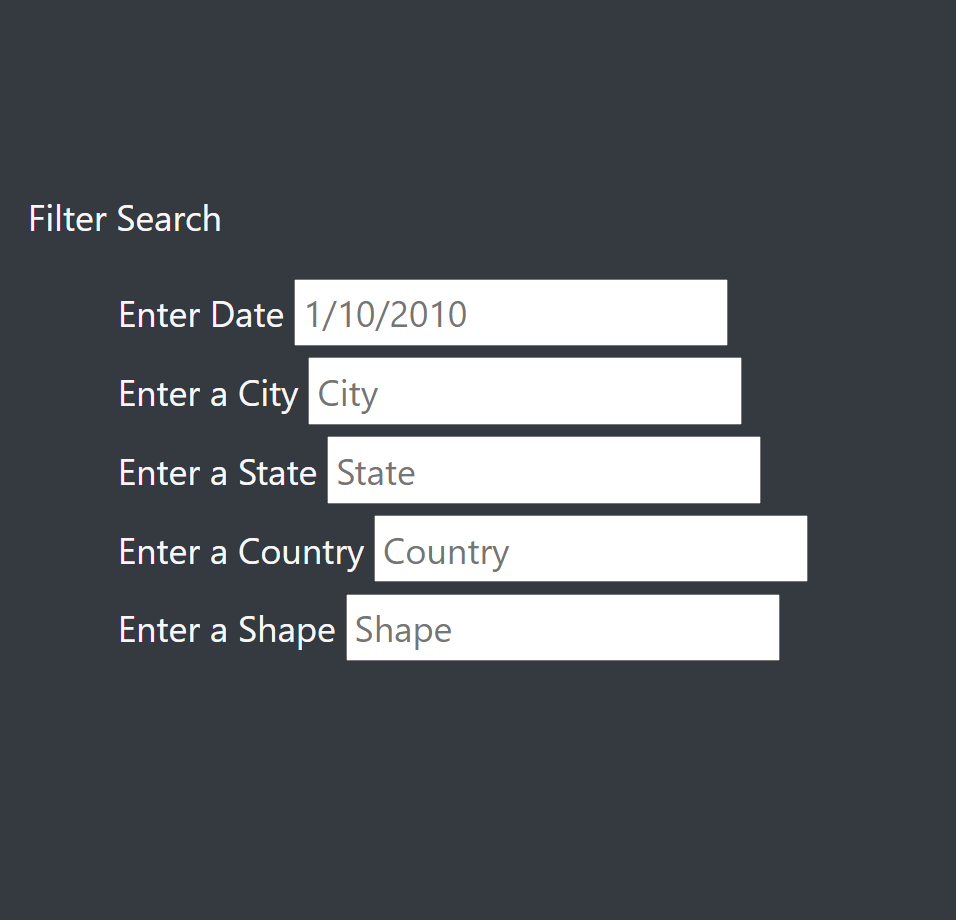 Filter Search
Enter Date 1/10/2010
Enter a City City
Enter a State State
Enter a Country Country
Enter a Shape Shape